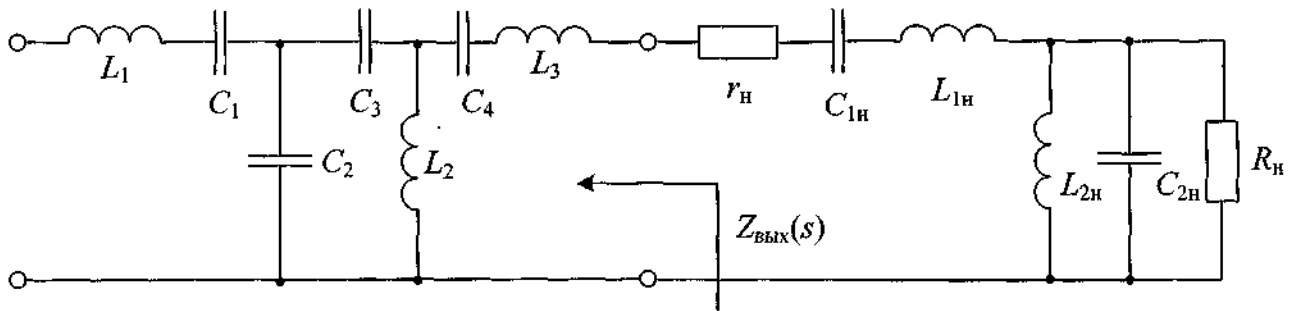 L₁
C₁
C₂
C₃
L₂
C₄
L₃
Zвых(s)
rн
C₁н
L₁н
L₂н
C₂н
Rн